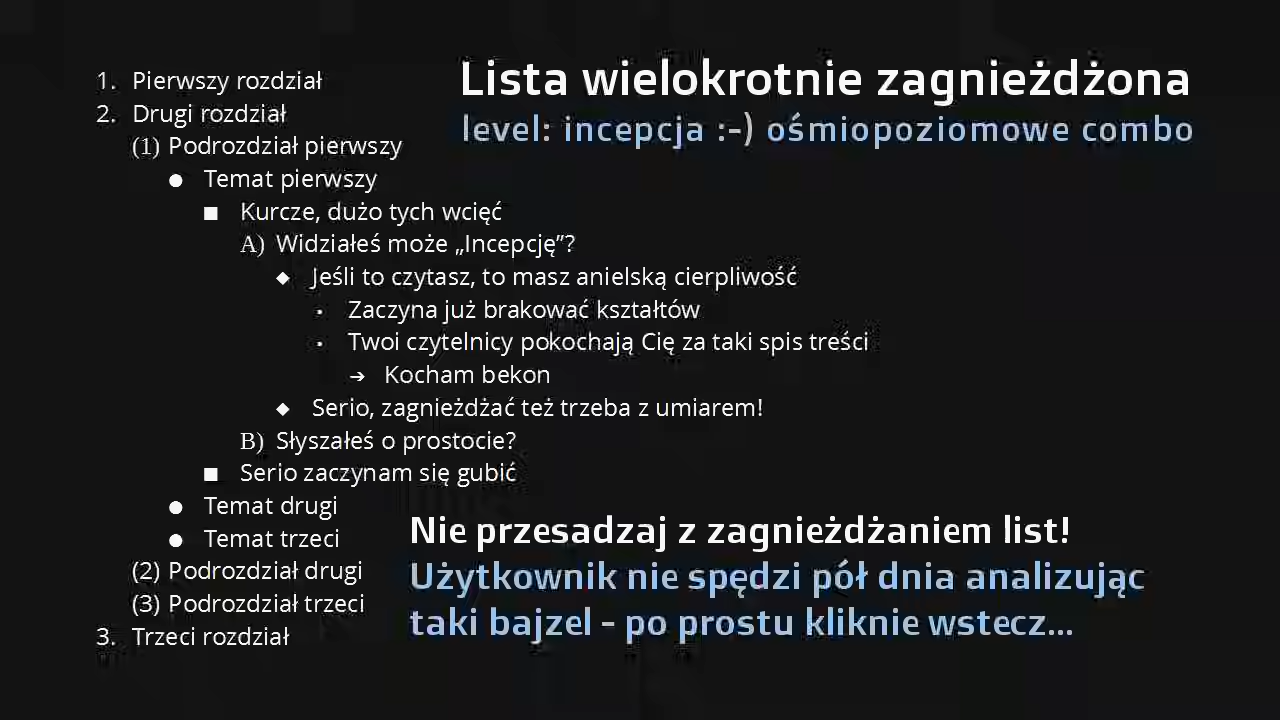 Lista wielokrotnie zagnieżdżona
level: incepcja :-) ośmiopoziomowe combo
1. Pierwszy rozdział
2. Drugi rozdział
(1) Podrozdział pierwszy
● Temat pierwszy
■ Kurcze, dużo tych wcięć
A) Widziałeś może „Incepcję”?
◆ Jeśli to czytasz, to masz anielską cierpliwość
▪ Zaczyna już brakować kształtów
▪ Twoi czytelnicy pokochają Cię za taki spis treści
➔ Kocham bekon
◆ Serio, zagnieżdżać też trzeba z umiarem!
B) Słyszałeś o prostocie?
■ Serio zaczynam się gubić
● Temat drugi
● Temat trzeci
(2) Podrozdział drugi
(3) Podrozdział trzeci
3. Trzeci rozdział
Nie przesadzaj z zagnieżdżaniem list!
Użytkownik nie spędzi pół dnia analizując
taki bajzel - po prostu kliknie wstecz...